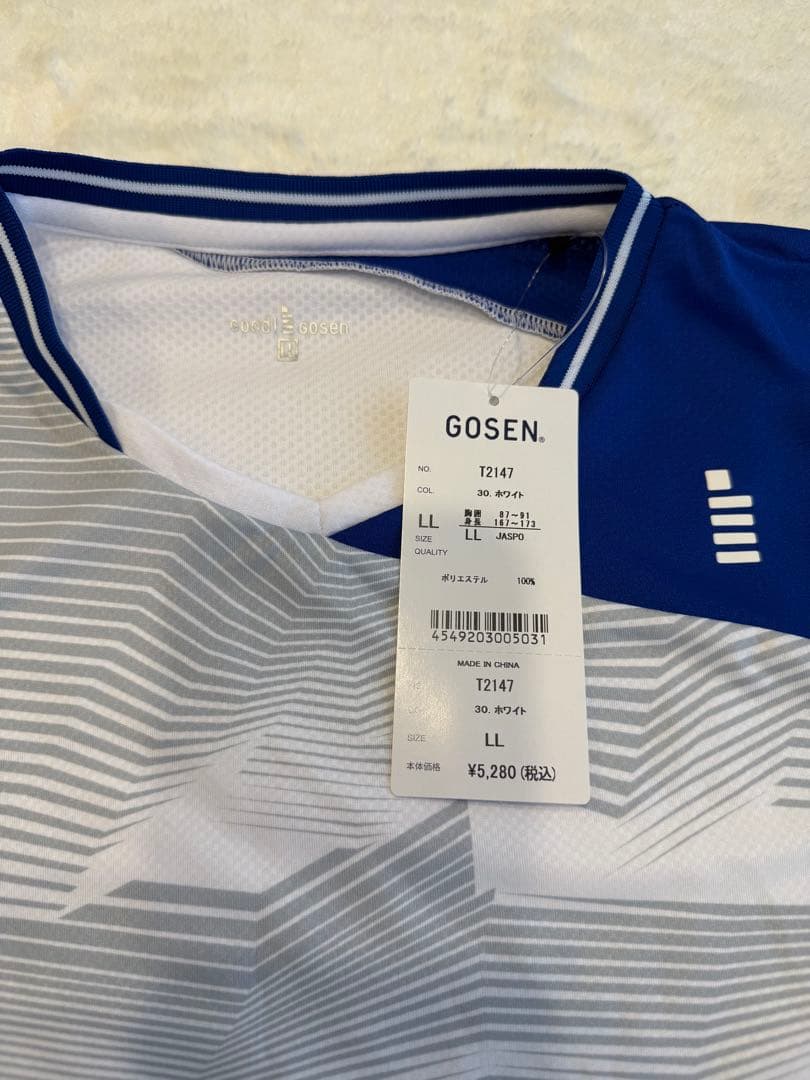 GOSEN
GOSEN®
NO. T2147
COL. 30. ホワイト
LL 胸囲 87~91
身長 167~173
SIZE LL JASPO
QUALITY
ポリエステル 100%
4549203005031
MADE IN CHINA
T2147
30. ホワイト
SIZE LL
本体価格 ¥5,280(税込)